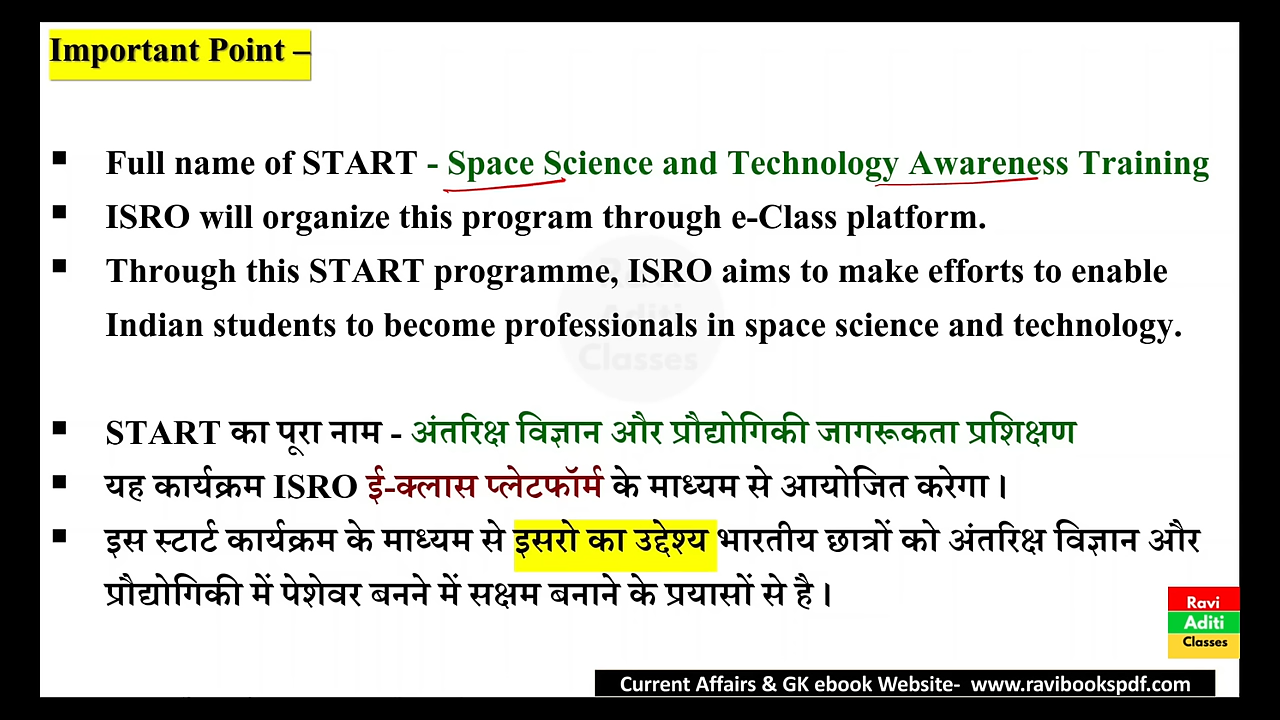 Important Point –
▪ Full name of START - Space Science and Technology Awareness Training
▪ ISRO will organize this program through e-Class platform.
▪ Through this START programme, ISRO aims to make efforts to enable
Indian students to become professionals in space science and technology.
Aditi
Classes
▪ START का पूरा नाम - अंतरिक्ष विज्ञान और प्रौद्योगिकी जागरूकता प्रशिक्षण
▪ यह कार्यक्रम ISRO ई-क्लास प्लेटफॉर्म के माध्यम से आयोजित करेगा।
▪ इस स्टार्ट कार्यक्रम के माध्यम से इसरो का उद्देश्य भारतीय छात्रों को अंतरिक्ष विज्ञान और
प्रौद्योगिकी में पेशेवर बनने में सक्षम बनाने के प्रयासों से है।
Ravi
Aditi
Classes
Current Affairs & GK ebook Website- www.ravibookspdf.com